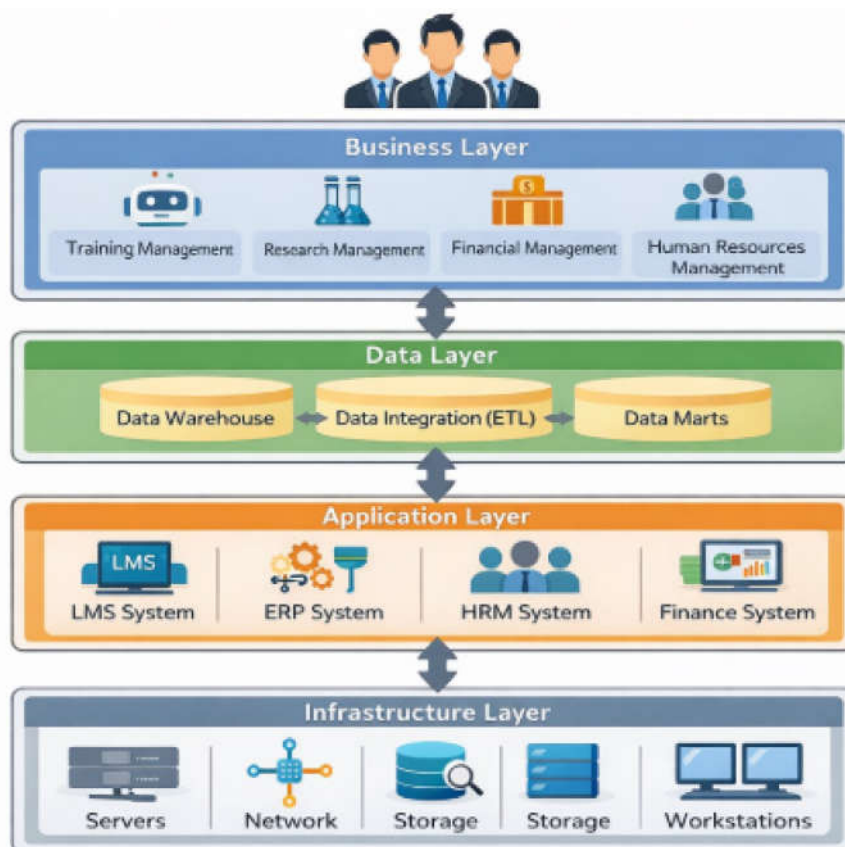 Business Layer
Training Management
Research Management
Financial Management
Human Resources
Management
Data Layer
Data Warehouse
Data Integration (ETL)
Data Marts
Application Layer
LMS
LMS System
ERP System
HRM System
Finance System
Infrastructure Layer
Servers
Network
Storage
Storage
Workstations